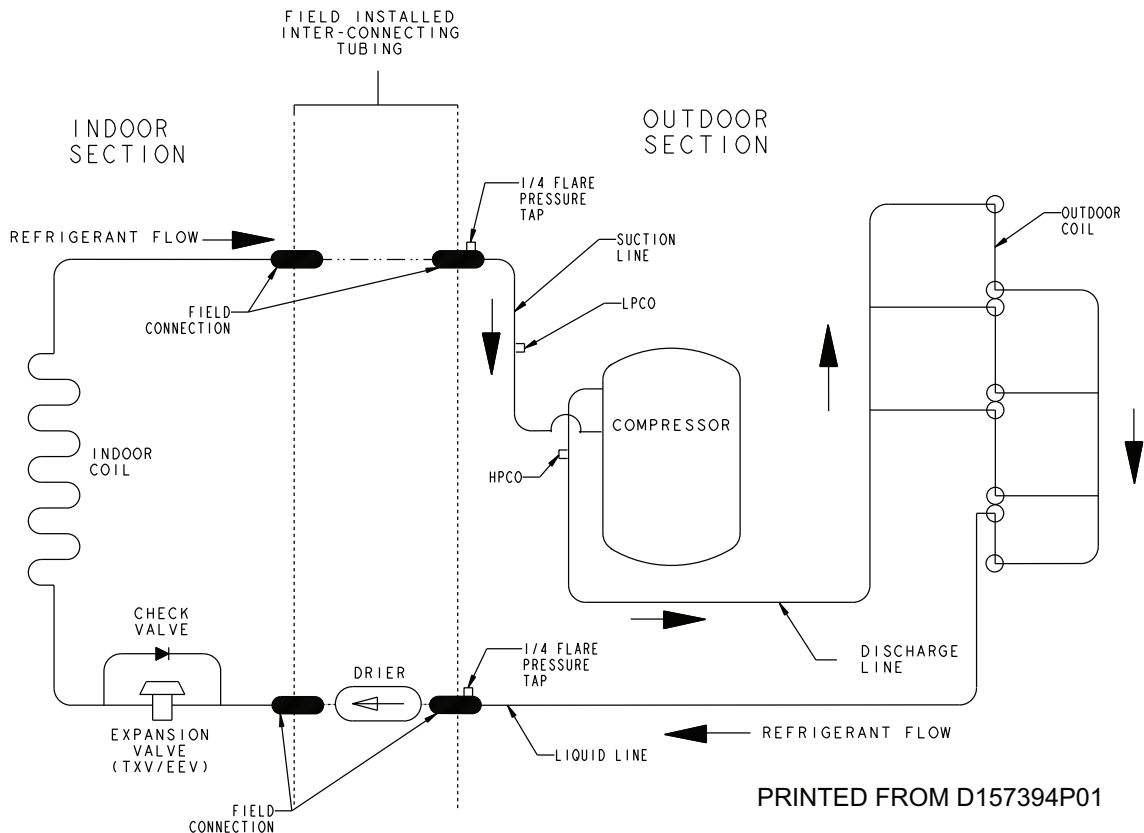 FIELD INSTALLED
INTER-CONNECTING
TUBING
INDOOR
SECTION
OUTDOOR
SECTION
1/4 FLARE
PRESSURE
TAP
OUTDOOR
COIL
REFRIGERANT FLOW
SUCTION
LINE
FIELD
CONNECTION
LPCO
COMPRESSOR
INDOOR
COIL
HPCO
CHECK
VALVE
DRIER
1/4 FLARE
PRESSURE
TAP
DISCHARGE
LINE
EXPANSION
VALVE
(TXV/EEV)
LIQUID LINE
REFRIGERANT FLOW
FIELD
CONNECTION
PRINTED FROM D157394P01